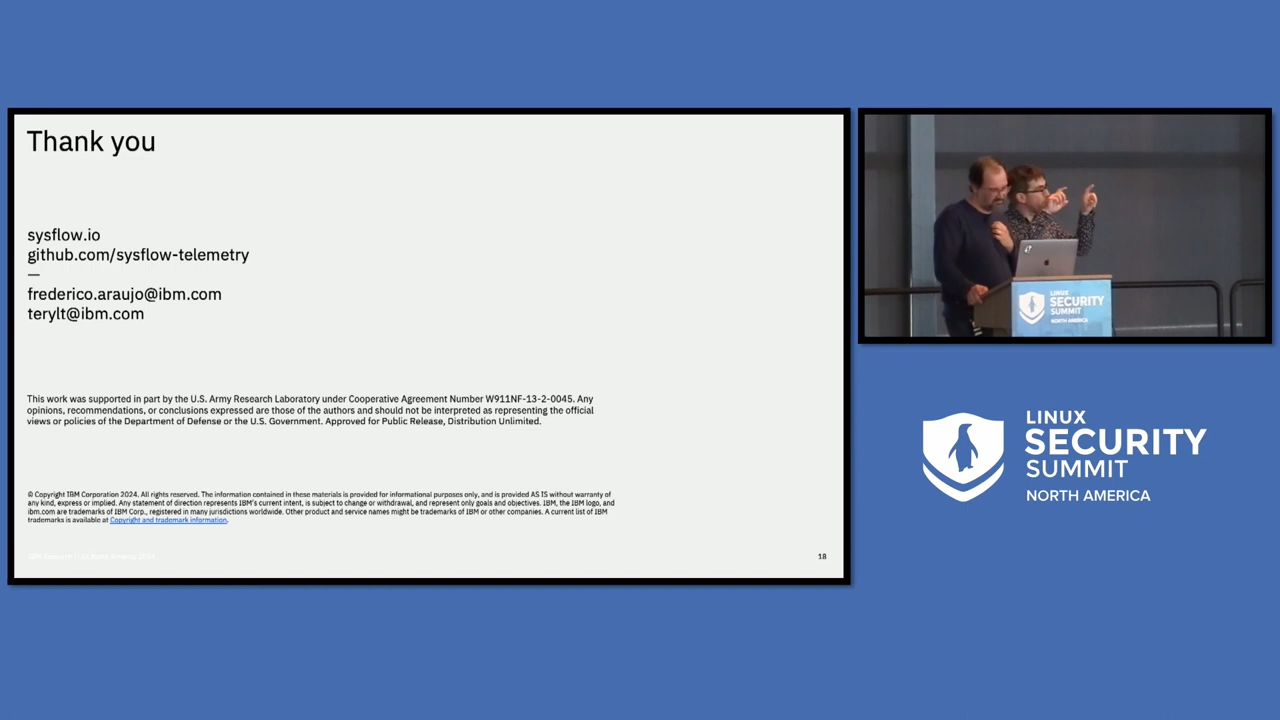 Thank you
sysflow.io
github.com/sysflow-telemetry
—
frederico.araujo@ibm.com
terylt@ibm.com
This work was supported in part by the U.S. Army Research Laboratory under Cooperative Agreement Number W911NF-13-2-0045. Any
opinions, recommendations, or conclusions expressed are those of the authors and should not be interpreted as representing the official
views or policies of the Department of Defense or the U.S. Government. Approved for Public Release, Distribution Unlimited.
© Copyright IBM Corporation 2024. All rights reserved. The information contained in these materials is provided for informational purposes only, and is provided AS IS without warranty of
any kind, express or implied. Any statement of direction represents IBM's current intent, is subject to change or withdrawal, and represent only goals and objectives. IBM, the IBM logo, and
ibm.com are trademarks of IBM Corp., registered in many jurisdictions worldwide. Other product and service names might be trademarks of IBM or other companies. A current list of IBM
trademarks is available at Copyright and trademark information.
18
LINUX
SECURITY
SUMMIT
NORTH AMERICA
LINUX
SECURITY
SUMMIT
NORTH AMERICA